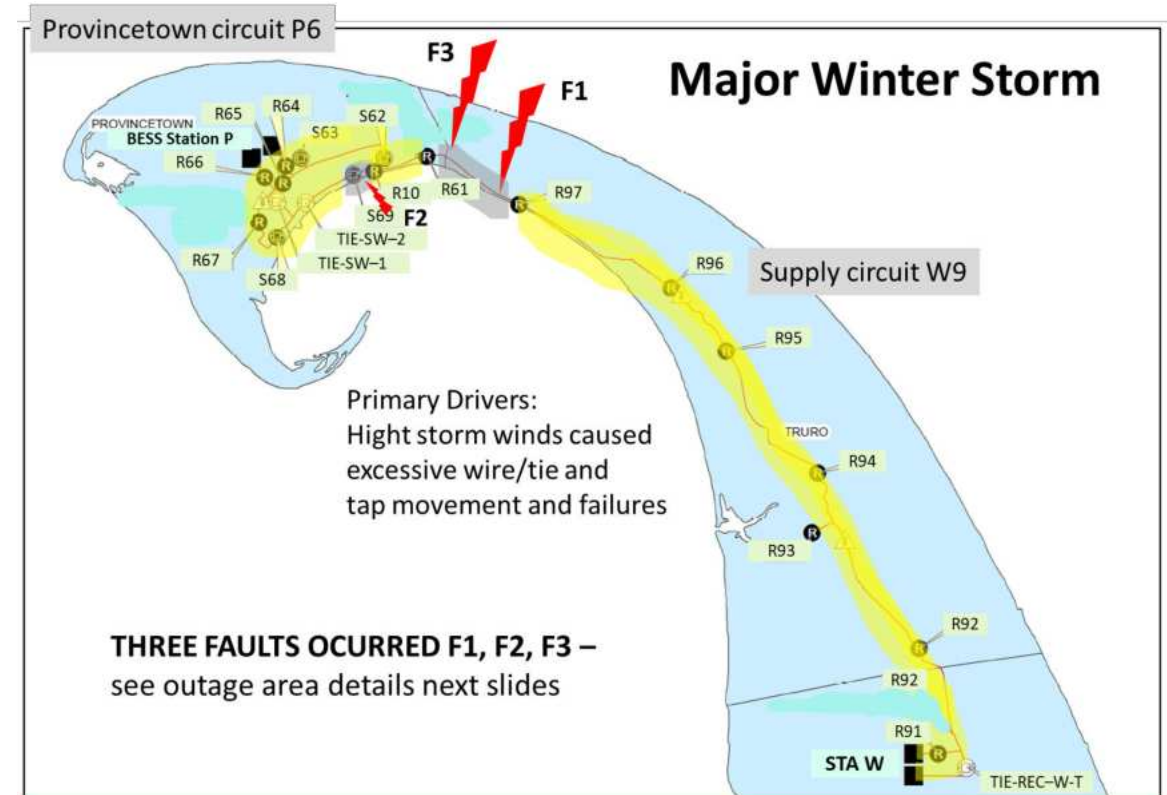 Provincetown circuit P6
F3
F1
Major Winter Storm
R65
R64
S62
PROVINCETOWN
S63
BESS Station P
R66
R10
R61
R97
S69
F2
TIE-SW–2
R67
TIE-SW–1
S68
R96
Supply circuit W9
R95
Primary Drivers:
Hight storm winds caused
excessive wire/tie and
tap movement and failures
TRURO
R94
R93
THREE FAULTS OCURRED F1, F2, F3 –
see outage area details next slides
R92
R92
R91
STA W
TIE-REC–W-T